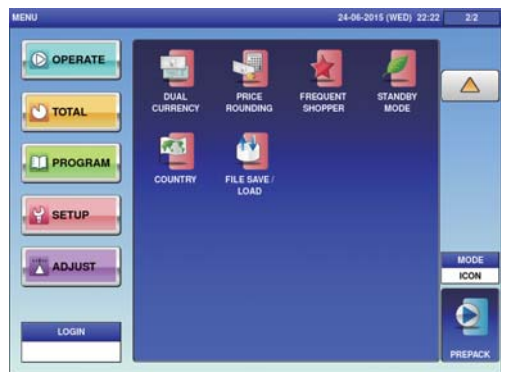 MENU
24-06-2015 (WED) 22:22
2/2
OPERATE
TOTAL
PROGRAM
SETUP
ADJUST
LOGIN
DUAL
CURRENCY
PRICE
ROUNDING
FREQUENT
SHOPPER
STANDBY
MODE
COUNTRY
FILE SAVE /
LOAD
MODE
ICON
PREPACK